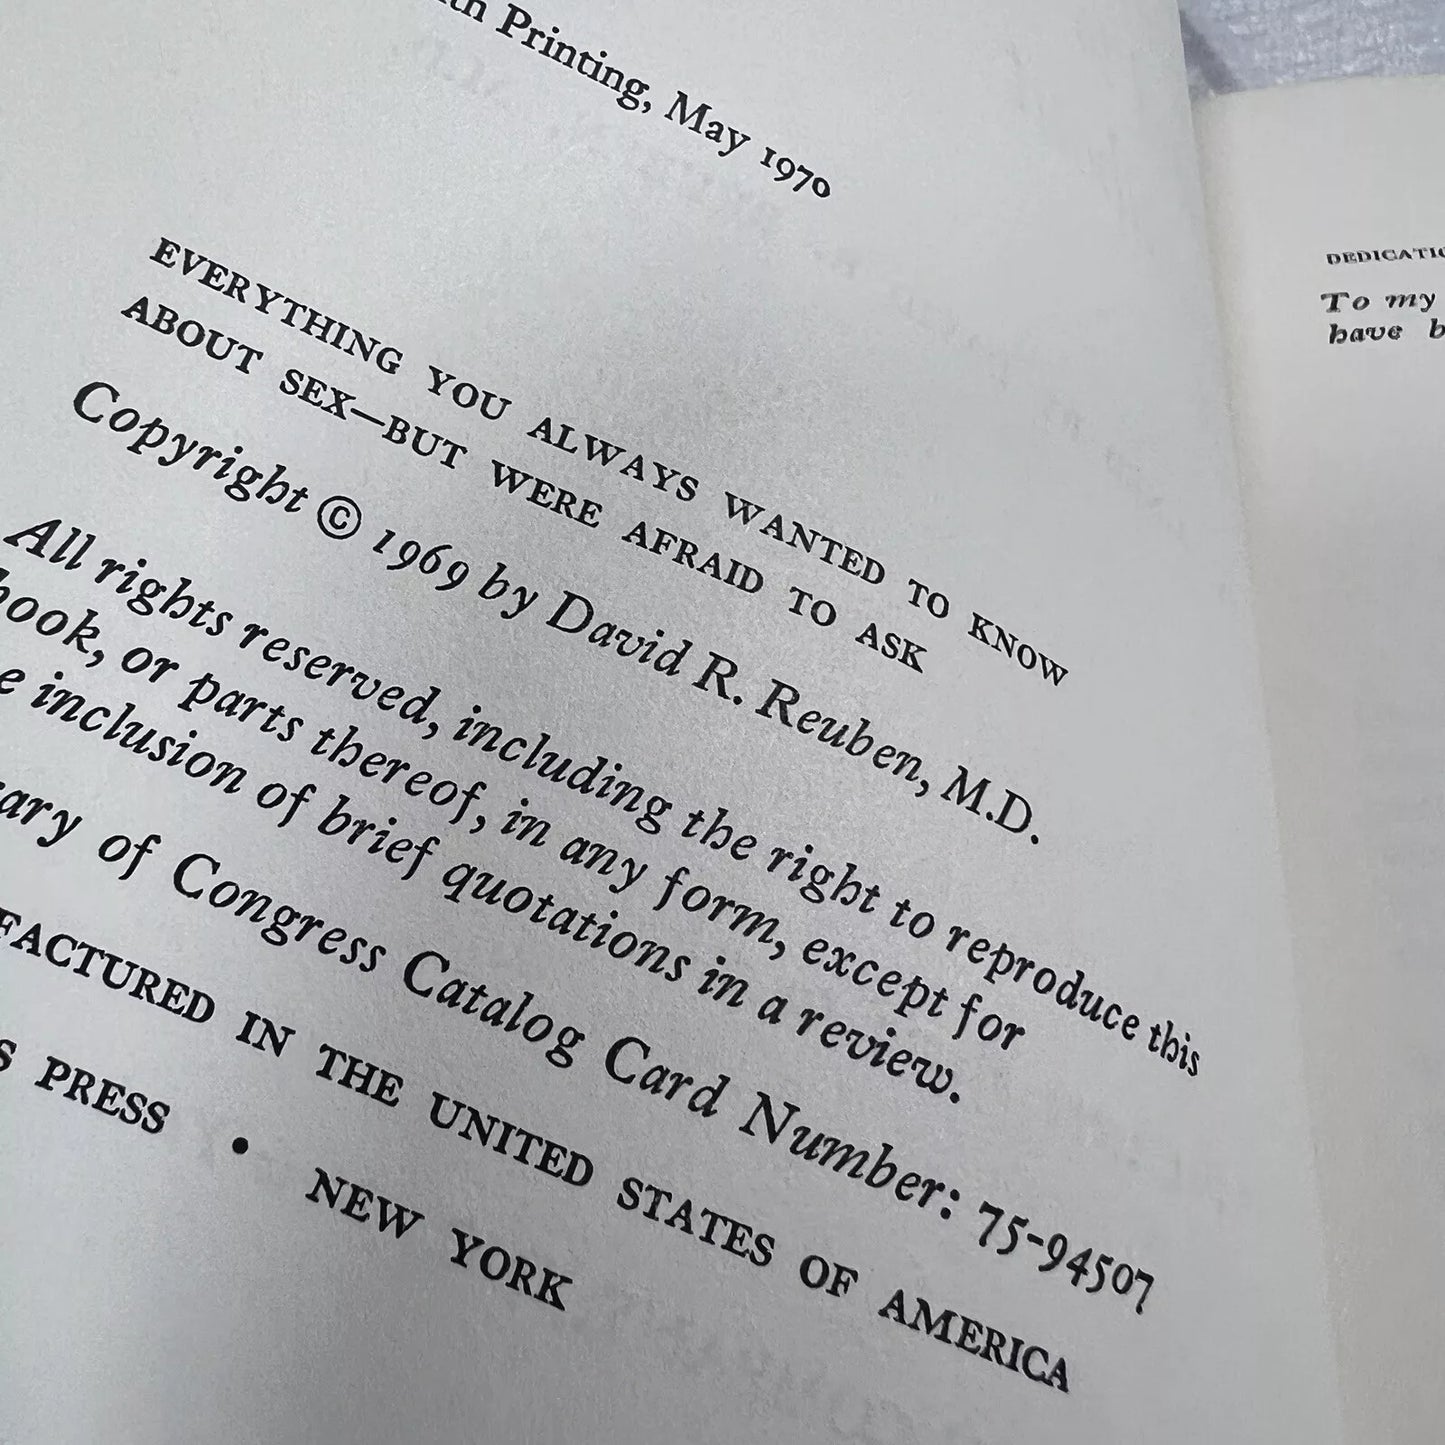 Printing, May 1970
EVERYTHING YOU ALWAYS WANTED TO KNOW
ABOUT SEX—BUT WERE AFRAID TO ASK
Copyright © 1969 by David R. Reuben, M.D.
All rights reserved, including the right to reproduce this
book, or parts thereof, in any form, except for
inclusion of brief quotations in a review.
of Congress Catalog Card Number: 75-94507
IN THE UNITED STATES OF AMERICA
PRESS • NEW YORK
To my
have